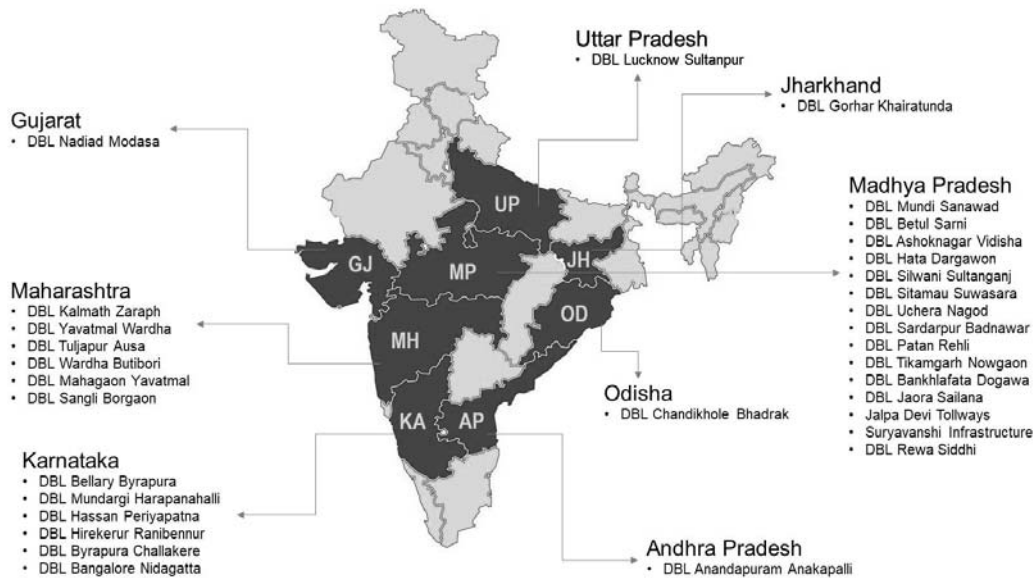 Uttar Pradesh
• DBL Lucknow Sultanpur
Jharkhand
• DBL Gorhar Khairatunda
Gujarat
• DBL Nadiad Modasa
Madhya Pradesh
• DBL Mundi Sanawad
• DBL Betul Sarni
• DBL Ashoknagar Vidisha
• DBL Hata Dargawon
• DBL Silwani Sultanganj
• DBL Sitamau Suwasara
• DBL Uchera Nagod
• DBL Sardarpur Badnawar
• DBL Patan Rehli
• DBL Tikamgarh Nowgaon
• DBL Bankhlafata Dogawa
• DBL Jaora Sailana
• Jalpa Devi Tollways
• Suryavanshi Infrastructure
• DBL Rewa Siddhi
Maharashtra
• DBL Kalmath Zaraph
• DBL Yavatmal Wardha
• DBL Tuljapur Ausa
• DBL Wardha Butibori
• DBL Mahagaon Yavatmal
• DBL Sangli Borgaon
UP
GJ
MP
JH
OD
MH
KA
AP
Odisha
• DBL Chandikhole Bhadrak
Karnataka
• DBL Bellary Byrapura
• DBL Mundargi Harapanahalli
• DBL Hassan Periyapatna
• DBL Hirekerur Ranibennur
• DBL Byrapura Challakere
• DBL Bangalore Nidagatta
Andhra Pradesh
• DBL Anandapuram Anakapalli